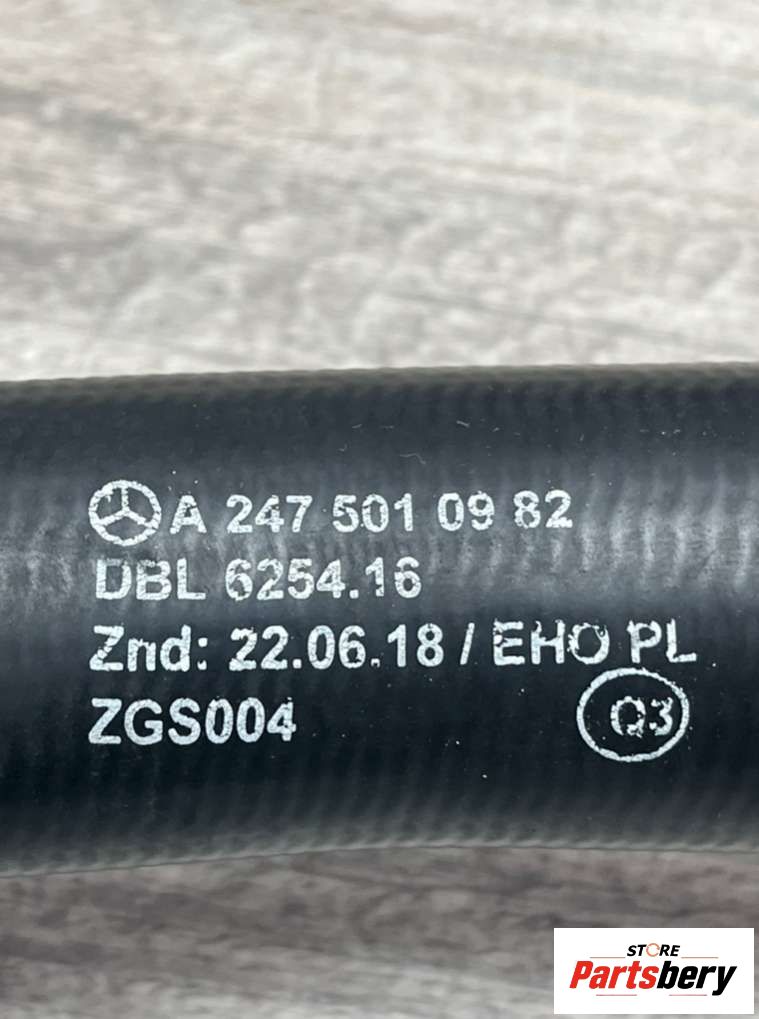 A 247 501 09 82
DBL 6254.16
Znd: 22.06.18 / EHO PL
ZGS004
Q3
STORE
Partsbery